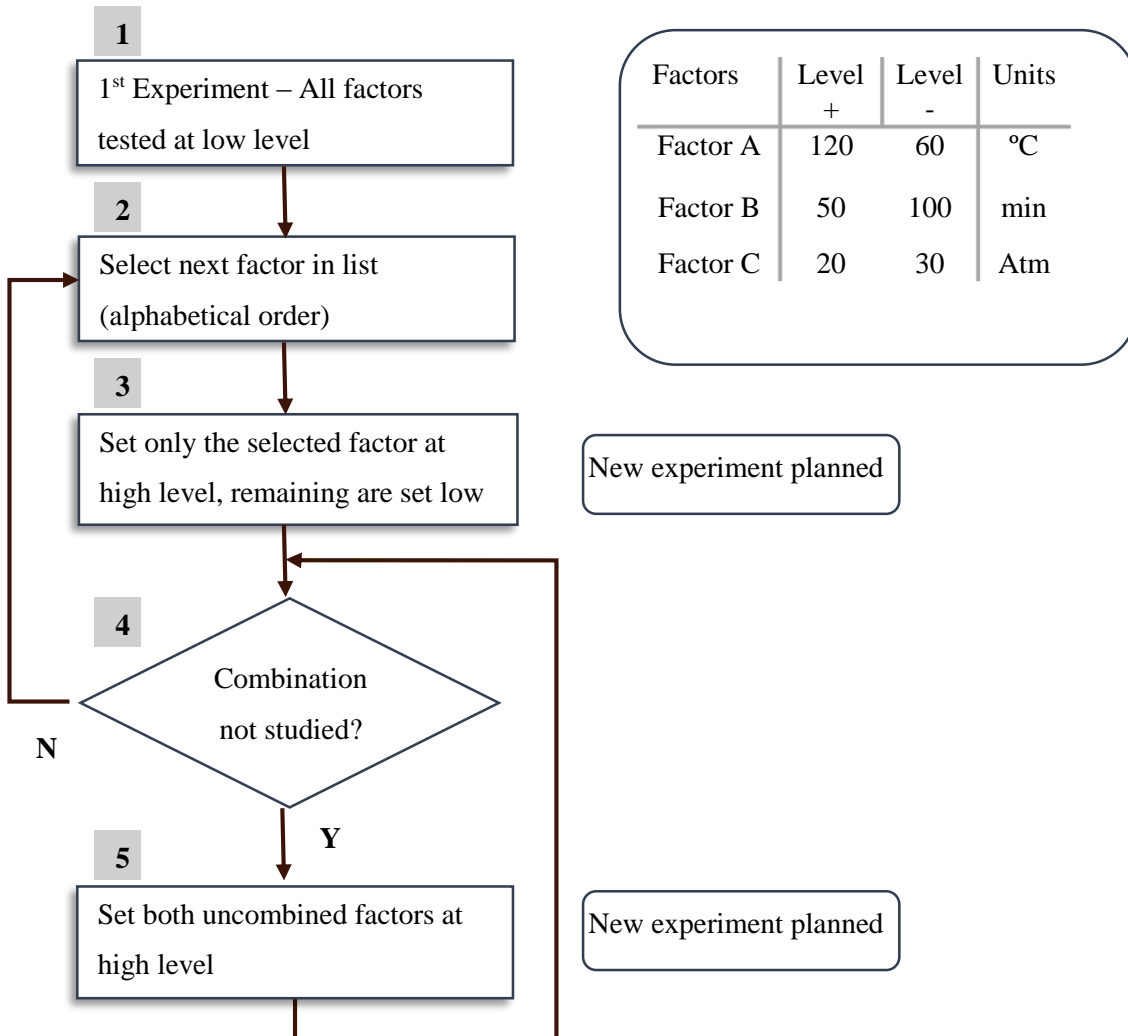 1
1st Experiment – All factors
tested at low level
2
Select next factor in list
(alphabetical order)
3
Set only the selected factor at
high level, remaining are set low
New experiment planned
4
Combination
not studied?
N
Y
5
Set both uncombined factors at
high level
New experiment planned
Factors Level Level Units
+ -
Factor A 120 60 ºC
Factor B 50 100 min
Factor C 20 30 Atm